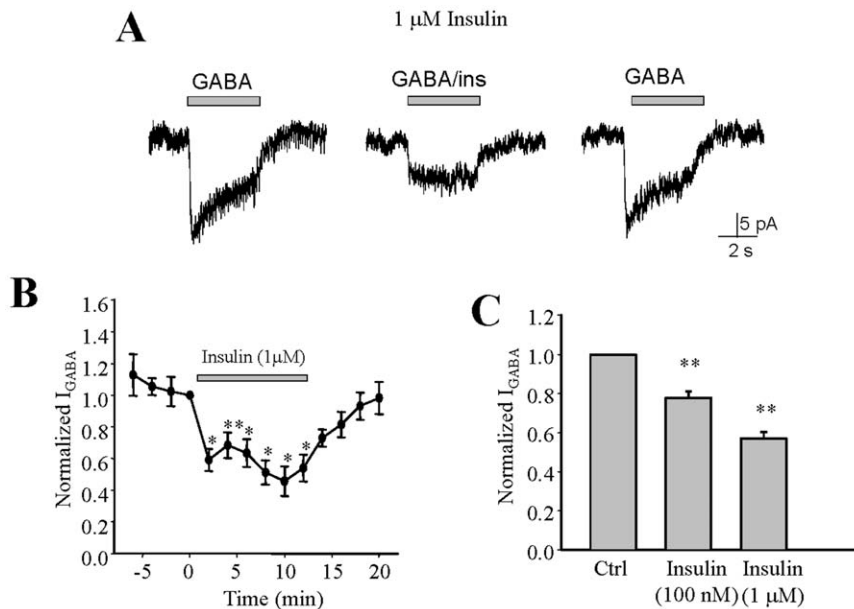 A
1 μM Insulin
GABA
GABA/ins
GABA
5 pA
2 s
B
Normalized I_GABA
1.6
1.4
1.2
1.0
0.8
0.6
0.4
0.2
0.0
Insulin (1μM)
*
**
*
*
*
*
-5
0
5
10
15
20
Time (min)
C
Normalized I_GABA
1.2
1.0
0.8
0.6
0.4
0.2
0.0
**
**
Ctrl
Insulin
(100 nM)
Insulin
(1 μM)